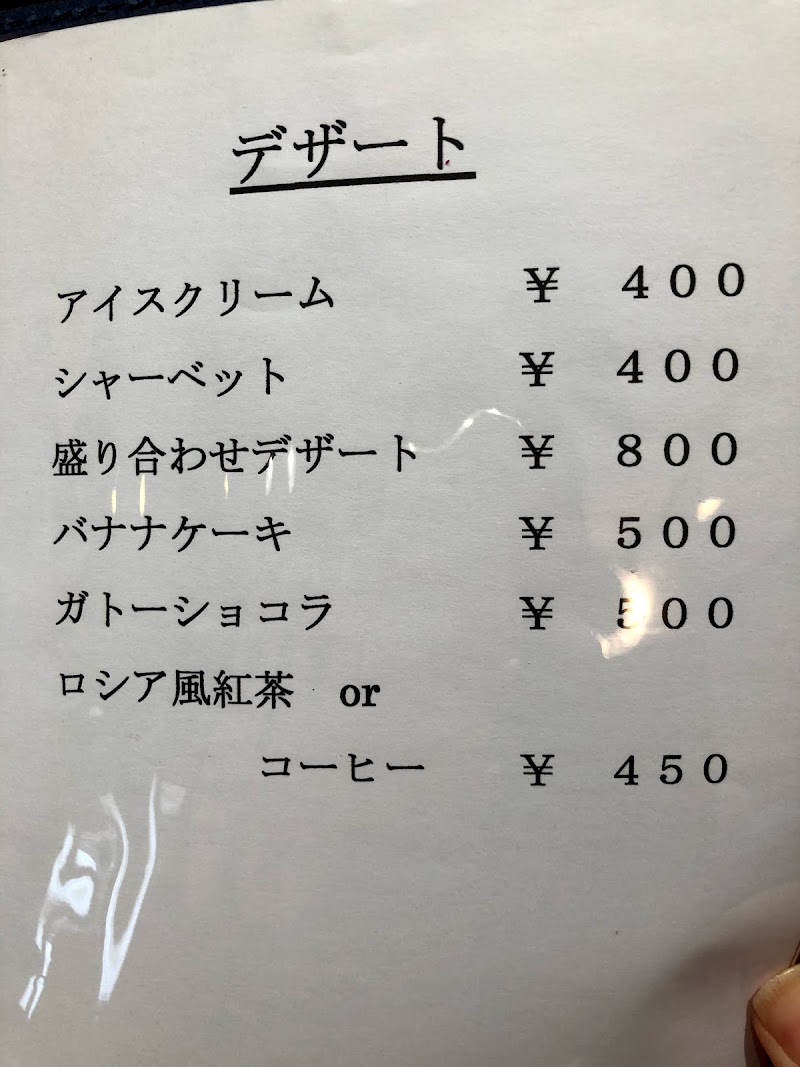 デザート
アイスクリーム ￥ ４００
シャーベット ￥ ４００
盛り合わせデザート ￥ ８００
バナナケーキ ￥ ５００
ガトーショコラ ￥ ５００
ロシア風紅茶 or
コーヒー ￥ ４５０